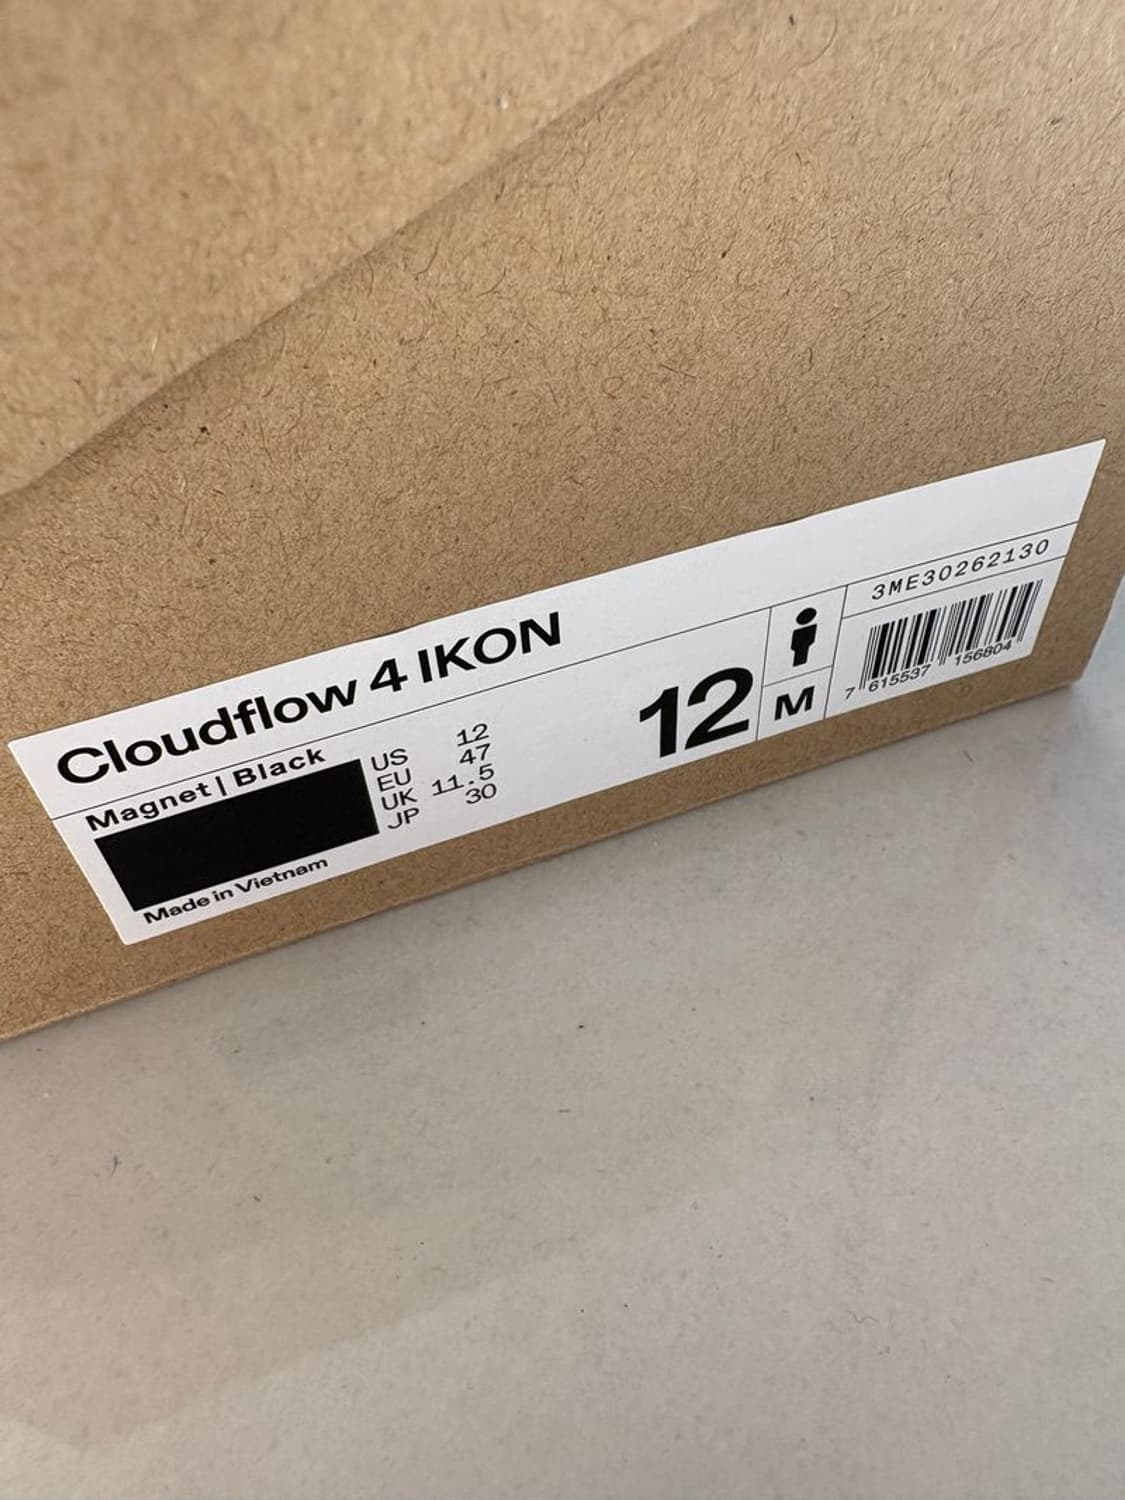 Cloudflow 4 IKON
Magnet | Black
US 12
EU 47
UK 11.5
JP 30
Made in Vietnam
12
M
3ME30262130
7 615537 156804